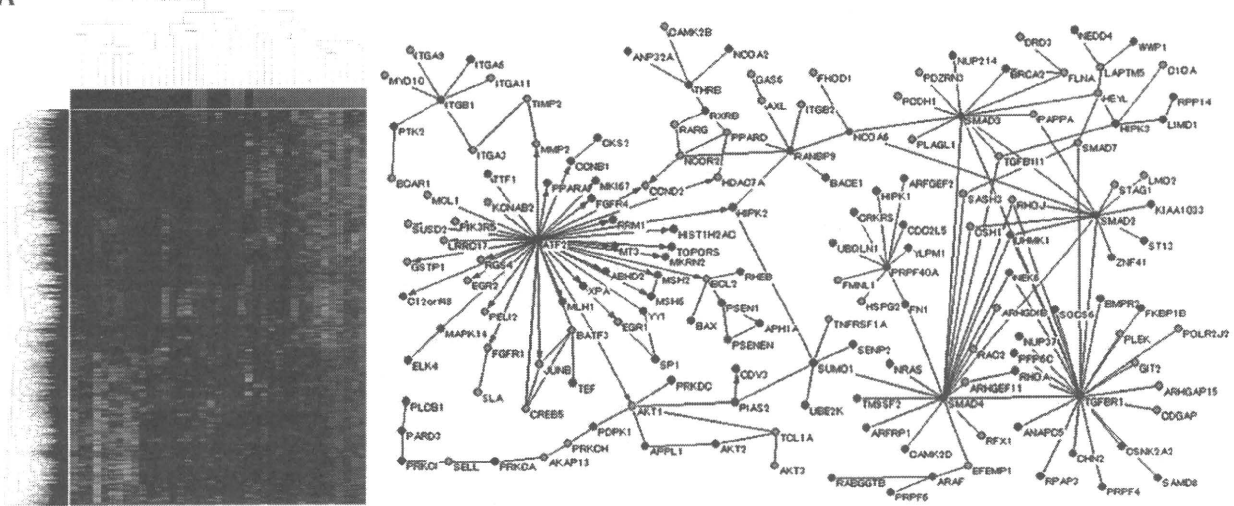 CAMK2B
ITGA9
ITGA5
ANP32A
NCOA2
DRD3
NEDD4
WWP1
MYO10
ITGA11
NUP214
BRCA2
FLNA
LAPTM5
GAS6
FHOD1
PDZRN3
THRB
ITGB1
TIMP2
AXL
ITGB2
PCDH1
HEYL
RPP14
RXRB
SMAD3
PAPPA
HIPK3
LIMD1
PTK2
RARG
PPARD
NCOA6
PLAGL1
SMAD7
MMP2
CKS2
ITGA3
CCNB1
NCOR2
RANBP9
BCAR1
TTF1
PPARA
MKI67
CCND2
HDAC7A
BACE1
HIPK1
ARFGEF2
SASH3
RHOJ
STAG1
LMO2
MCL1
KCNAB2
FGFR4
HIPK2
CRKRS
KIAA1033
SUSD2
PIK3R5
RRM1
CDC2L5
SMAD2
LRRC17
ATF2
HIST1H2AC
UBQLN1
YLPM1
UHMK1
ST13
GSTP1
RGS4
MT3
TOPORS
MKRN2
PRPF40A
ZNF41
EGR2
ABHD2
MSH2
BCL2
RHEB
FMNL1
NEK6
C12orf48
XPA
MSH6
PSEN1
HSPG2
FN1
BMPR2
PELI2
MLH1
ARHGDIB
SOCS6
FKBP1B
MAPK14
EGR1
YY1
BAX
APH1A
TNFRSF1A
NUP37
PLEK
POLR2J2
BATF3
PSENEN
SENP2
RAC2
PPP6C
ELK4
FGFR1
JUNB
SP1
SUMO1
NRAS
RHOA
GIT2
TEF
CDV3
ARHGEF11
ARHGAP15
SLA
PRKDC
SMAD4
TGFBR1
PLCB1
CREB5
AKT1
PIAS2
UBE2K
CDGAP
PARD3
PDPK1
TCL1A
ARFRP1
RFX1
ANAPC5
PRKCH
APPL1
AKT2
CAMK2D
CHN2
CSNK2A2
PRKCI
SELL
PRKCA
AKAP13
AKT3
EFEMP1
RABGGTB
ARAF
RPAP3
PRPF4
SAMD8
PRPF6